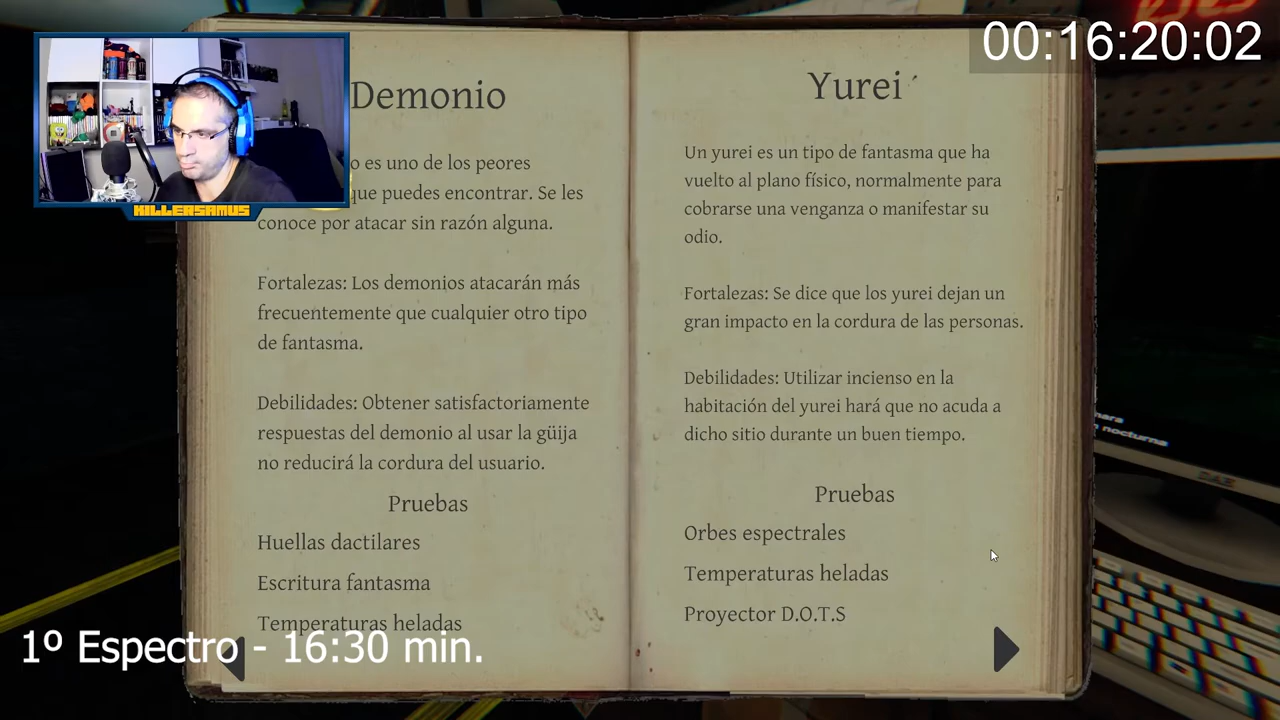 00:16:20:02
KILLERSAMUS
Demonio
o es uno de los peores
que puedes encontrar. Se les
conoce por atacar sin razón alguna.
Fortalezas: Los demonios atacarán más
frecuentemente que cualquier otro tipo
de fantasma.
Debilidades: Obtener satisfactoriamente
respuestas del demonio al usar la güija
no reducirá la cordura del usuario.
Pruebas
Huellas dactilares
Escritura fantasma
Temperaturas heladas
Yurei
Un yurei es un tipo de fantasma que ha
vuelto al plano físico, normalmente para
cobrarse una venganza o manifestar su
odio.
Fortalezas: Se dice que los yurei dejan un
gran impacto en la cordura de las personas.
Debilidades: Utilizar incienso en la
habitación del yurei hará que no acuda a
dicho sitio durante un buen tiempo.
Pruebas
Orbes espectrales
Temperaturas heladas
Proyector D.O.T.S
nocturna
1º Espectro - 16:30 min.